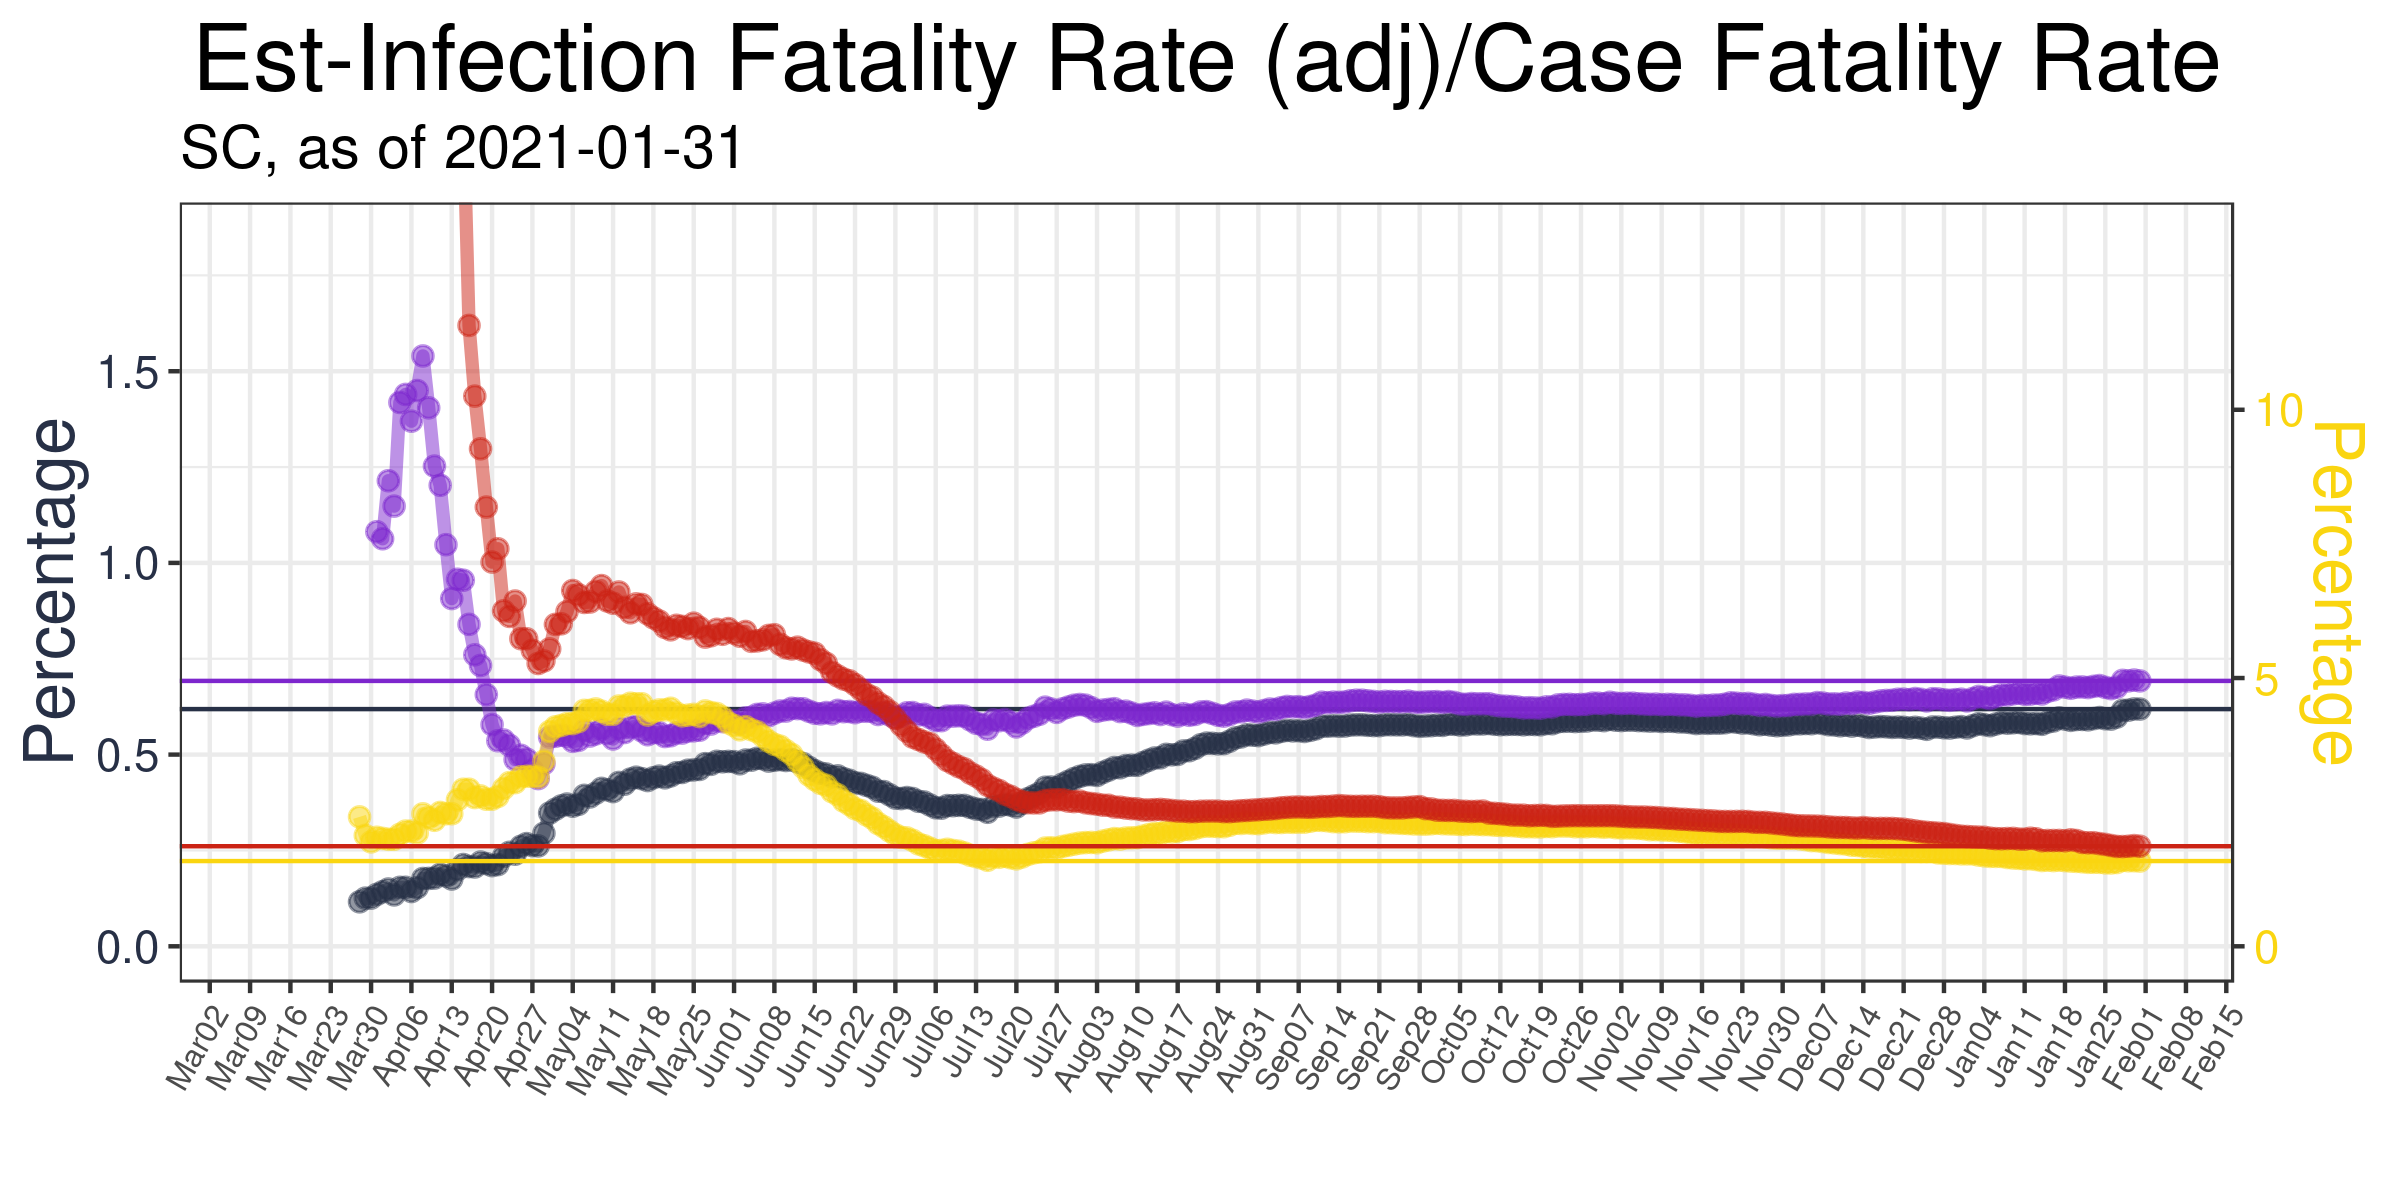 Est-Infection Fatality Rate (adj)/Case Fatality Rate
SC, as of 2021-01-31
Percentage
1.5
1.0
0.5
0.0
10
5
0
Percentage
Mar02
Mar09
Mar16
Mar23
Mar30
Apr06
Apr13
Apr20
Apr27
May04
May11
May18
May25
Jun01
Jun08
Jun15
Jun22
Jun29
Jul06
Jul13
Jul20
Jul27
Aug03
Aug10
Aug17
Aug24
Aug31
Sep07
Sep14
Sep21
Sep28
Oct05
Oct12
Oct19
Oct26
Nov02
Nov09
Nov16
Nov23
Nov30
Dec07
Dec14
Dec21
Dec28
Jan04
Jan11
Jan18
Jan25
Feb01
Feb08
Feb15